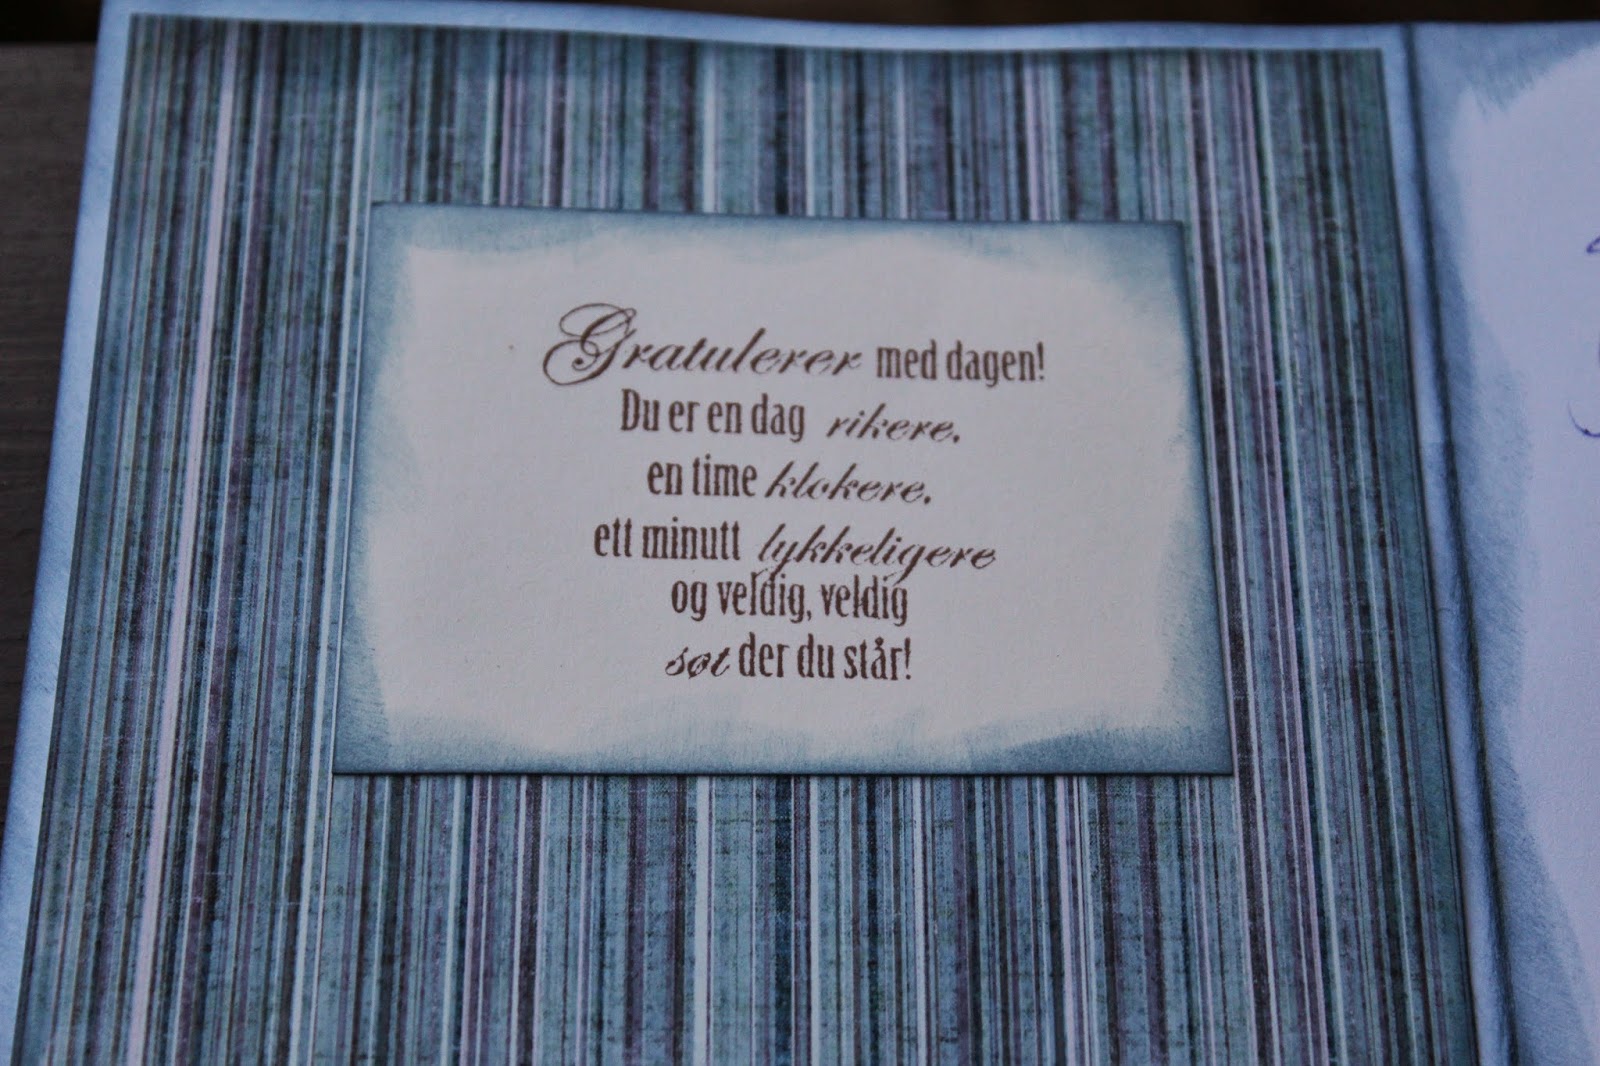 Gratulerer med dagen!
Du er en dag rikere,
en time klokere,
ett minutt lykkeligere
og veldig, veldig
søt der du står!